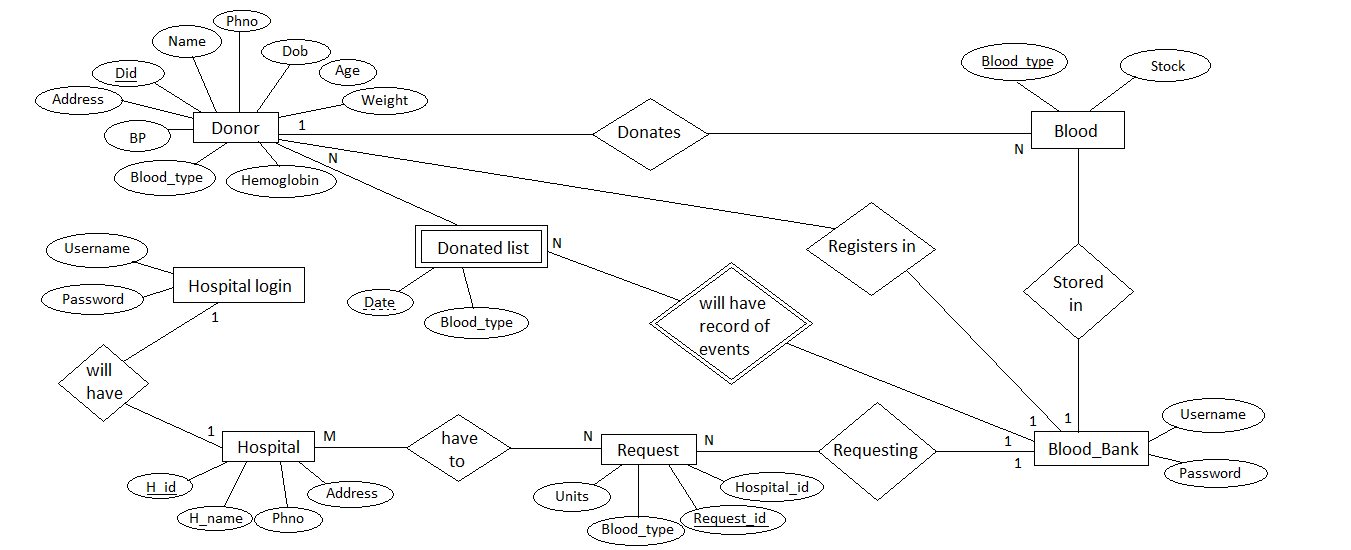 Phno
Name
Dob
Age
Did
Weight
Address
Donor
BP
Blood_type
Hemoglobin
1
N
Donates
Blood_type
Stock
Blood
N
Registers in
Stored
in
Donated list
N
Date
Blood_type
will have
record of
events
Username
Password
Hospital login
1
will
have
1
Hospital
M
H_id
H_name
Phno
Address
have
to
N
Request
N
Units
Blood_type
Request_id
Hospital_id
Requesting
1
1
1
1
Blood_Bank
Username
Password